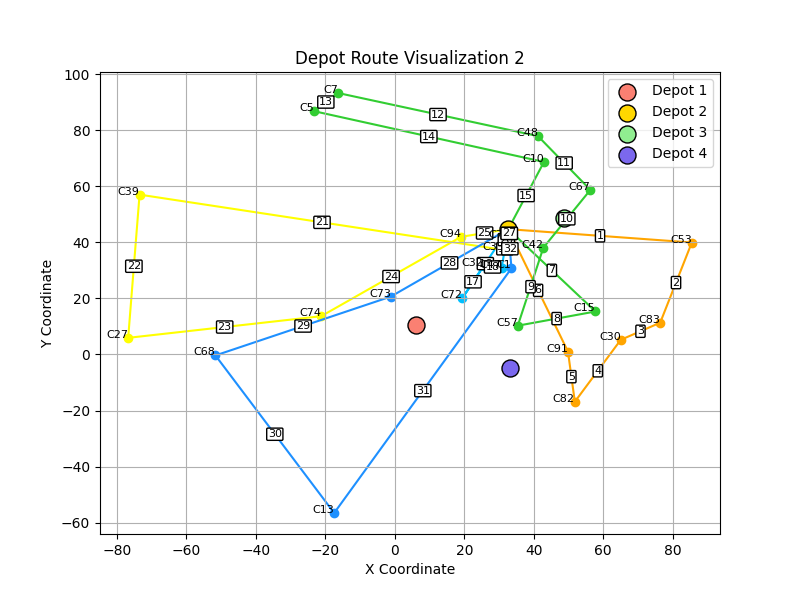 Depot Route Visualization 2
Depot 1
Depot 2
Depot 3
Depot 4
100
80
60
40
20
0
−20
−40
−60
Y Coordinate
−80
−60
−40
−20
0
20
40
60
80
X Coordinate
C7
13
C5
12
14
C48
C10
11
C67
15
C39
21
10
C94
25
27
1
C53
32
C42
22
28
7
24
17
2
9
6
C73
C72
C74
C15
8
C57
C83
3
C30
23
29
C27
C68
C91
4
5
C82
31
30
C13